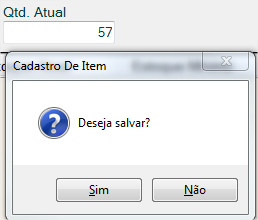 Qtd. Atual
57
Cadastro De Item
Deseja salvar?
Sim
Não